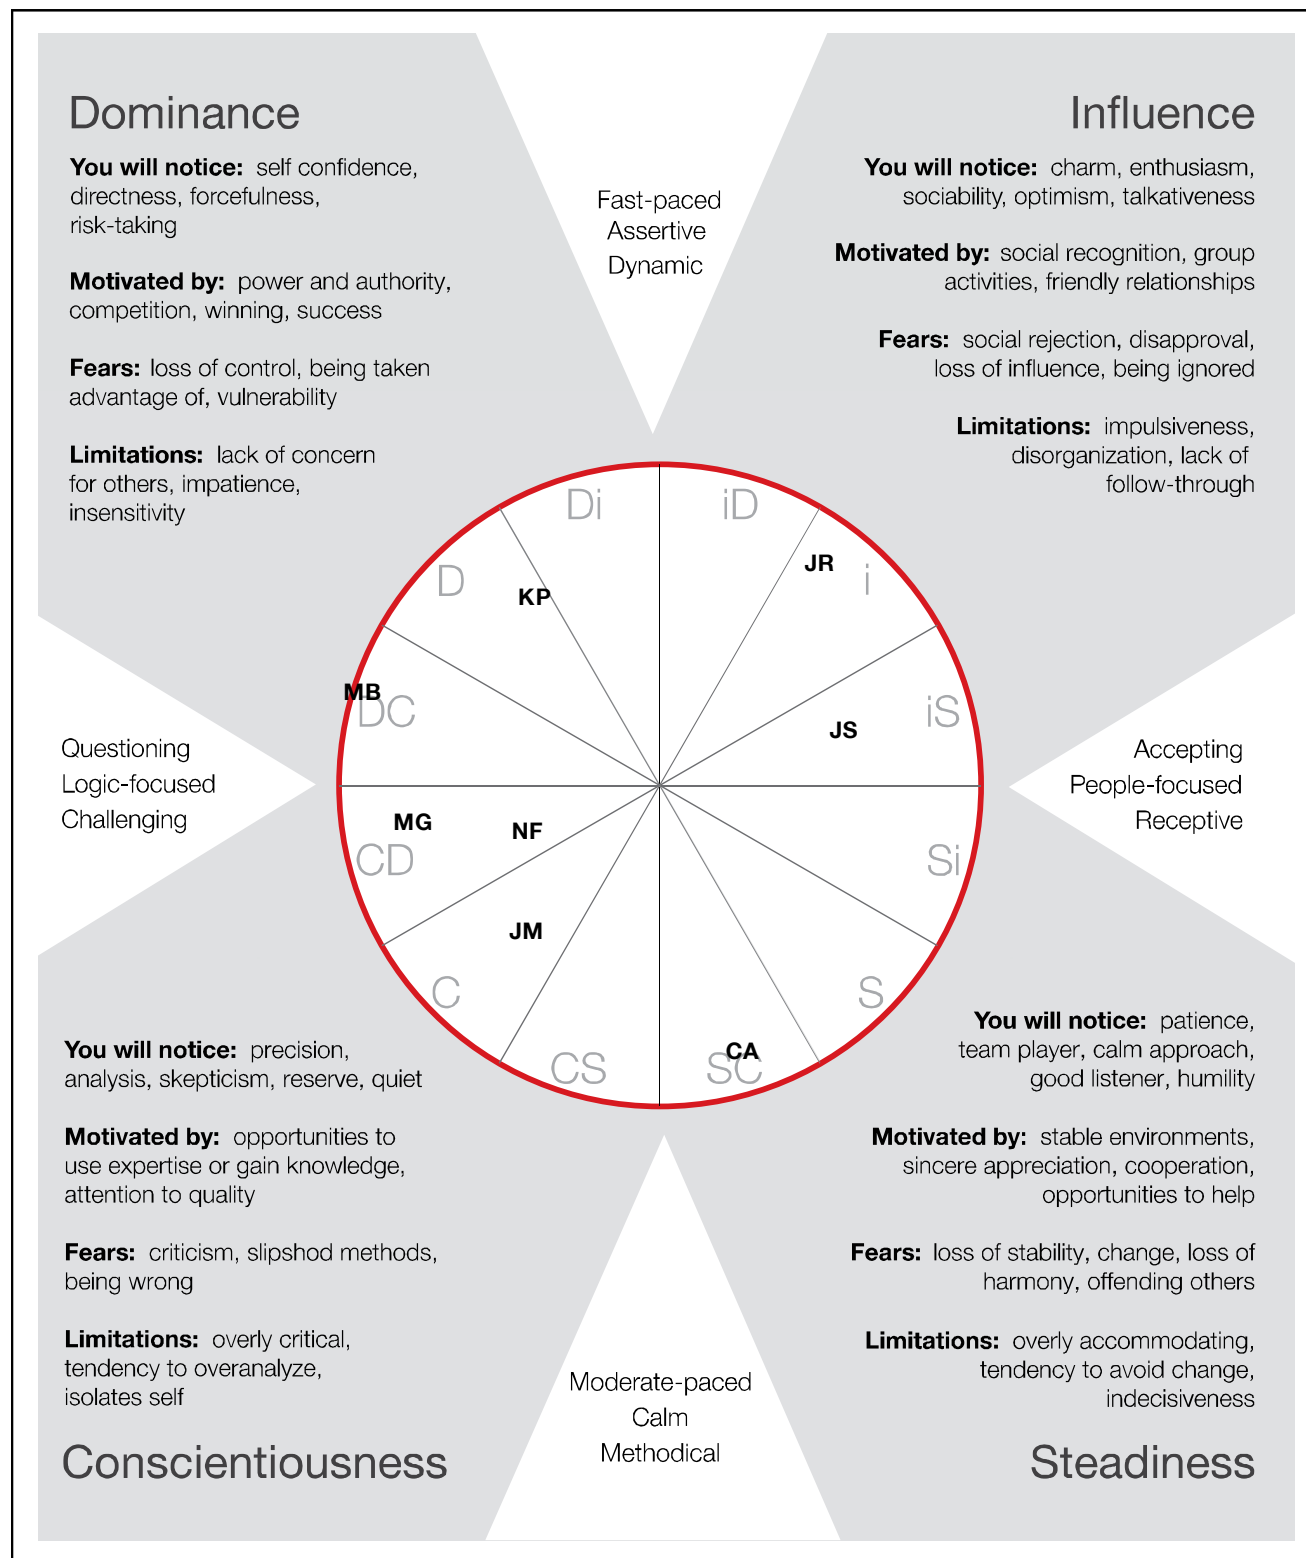 Dominance
You will notice: self confidence,
directness, forcefulness,
risk-taking
Motivated by: power and authority,
competition, winning, success
Fears: loss of control, being taken
advantage of, vulnerability
Limitations: lack of concern
for others, impatience,
insensitivity
Fast-paced
Assertive
Dynamic
Influence
You will notice: charm, enthusiasm,
sociability, optimism, talkativeness
Motivated by: social recognition, group
activities, friendly relationships
Fears: social rejection, disapproval,
loss of influence, being ignored
Limitations: impulsiveness,
disorganization, lack of
follow-through
Di
iD
JR
i
D
KP
MB
DC
iS
JS
Questioning
Logic-focused
Challenging
Accepting
People-focused
Receptive
MG
NF
CD
Si
JM
C
S
CA
CS
SC
You will notice: precision,
analysis, skepticism, reserve, quiet
Motivated by: opportunities to
use expertise or gain knowledge,
attention to quality
Fears: criticism, slipshod methods,
being wrong
Limitations: overly critical,
tendency to overanalyze,
isolates self
Conscientiousness
Moderate-paced
Calm
Methodical
You will notice: patience,
team player, calm approach,
good listener, humility
Motivated by: stable environments,
sincere appreciation, cooperation,
opportunities to help
Fears: loss of stability, change, loss of
harmony, offending others
Limitations: overly accommodating,
tendency to avoid change,
indecisiveness
Steadiness